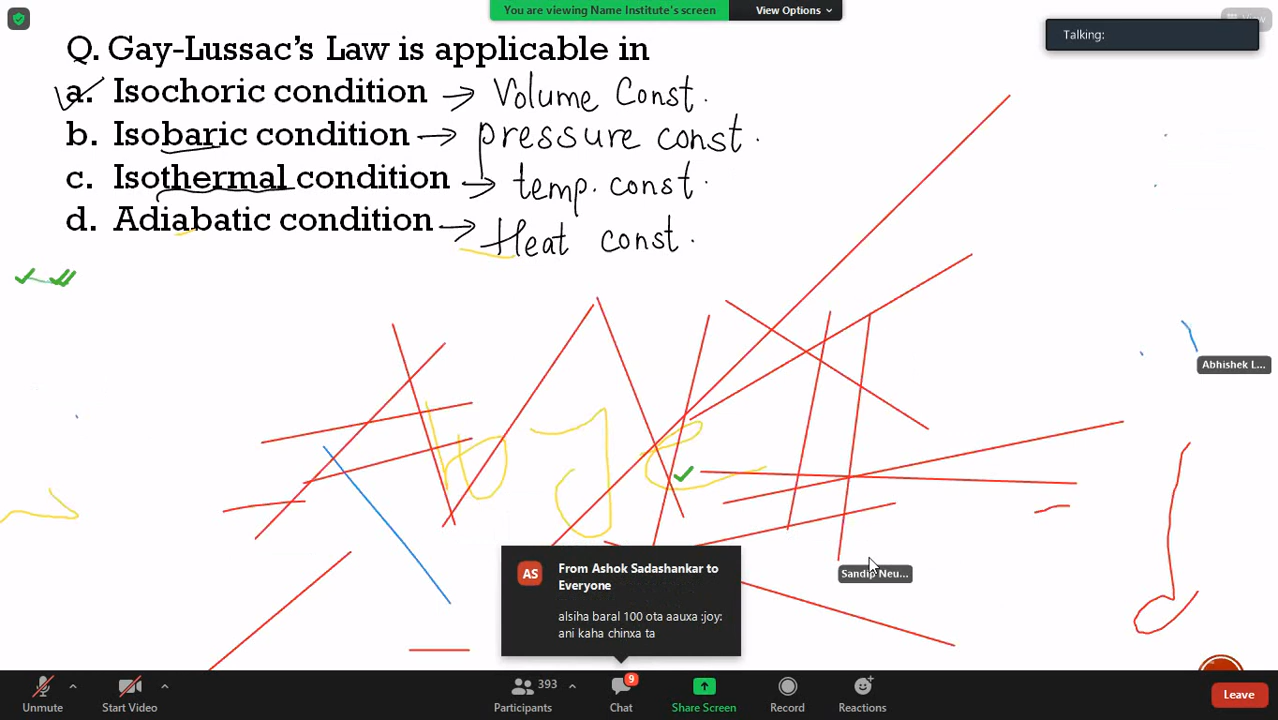 You are viewing Name Institute's screen
View Options
View
Talking:
Q. Gay-Lussac's Law is applicable in
a. Isochoric condition → Volume Const.
b. Isobaric condition → pressure const.
c. Isothermal condition → temp. const.
d. Adiabatic condition → Heat const.
Abhishek L...
Sandip Neu...
AS
From Ashok Sadashankar to
Everyone
alsiha baral 100 ota aauxa :joy:
ani kaha chinxa ta
Unmute
Start Video
393
Participants
9
Chat
Share Screen
Record
Reactions
Leave